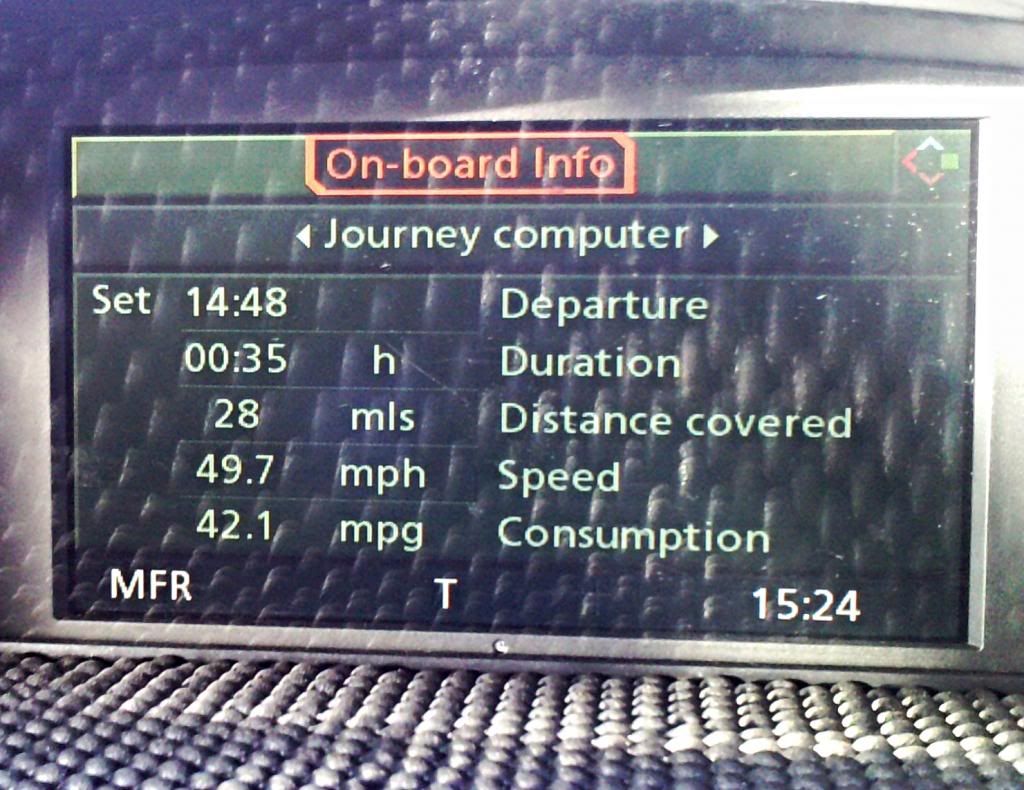 On-board Info
Journey computer
Set 14:48 Departure
00:35 h Duration
28 mls Distance covered
49.7 mph Speed
42.1 mpg Consumption
MFR T 15:24